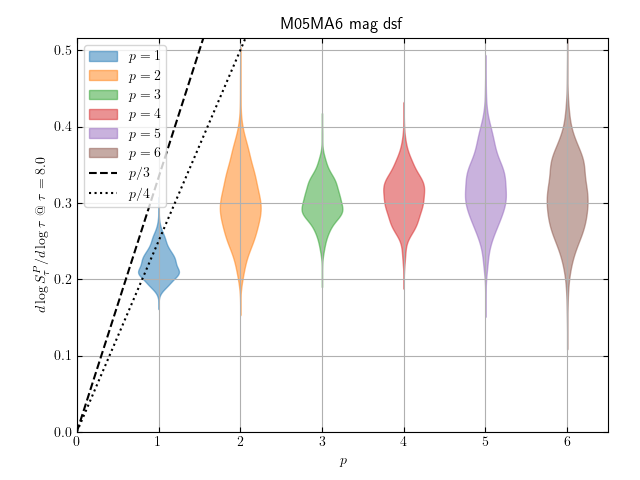 M05MA6 mag dsf
d log S_τ^P / d log τ @ τ = 8.0
0.5
0.4
0.3
0.2
0.1
0.0
p = 1
p = 2
p = 3
p = 4
p = 5
p = 6
p/3
p/4
0 1 2 3 4 5 6
p